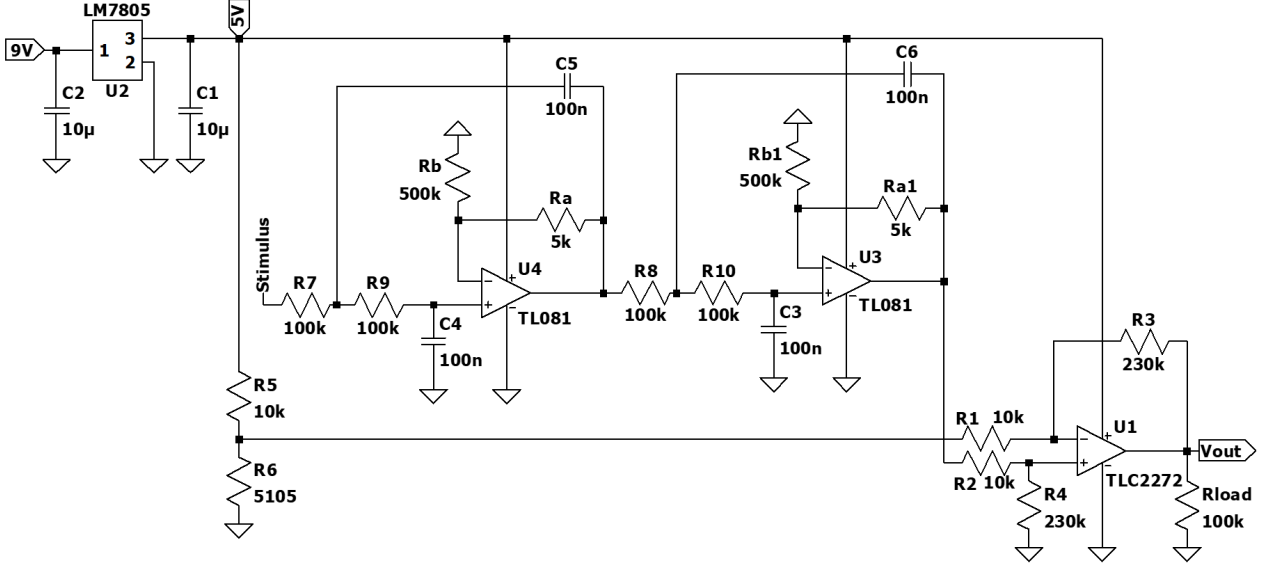 LM7805
5V
9V
1
3
2
U2
C2
10µ
C1
10µ
C5
100n
C6
100n
Rb
500k
Ra
5k
Rb1
500k
Ra1
5k
Stimulus
R7
100k
R9
100k
C4
100n
U4
TL081
R8
100k
R10
100k
C3
100n
U3
TL081
R3
230k
R5
10k
R6
5105
R1 10k
R2 10k
U1
TLC2272
Vout
R4
230k
Rload
100k